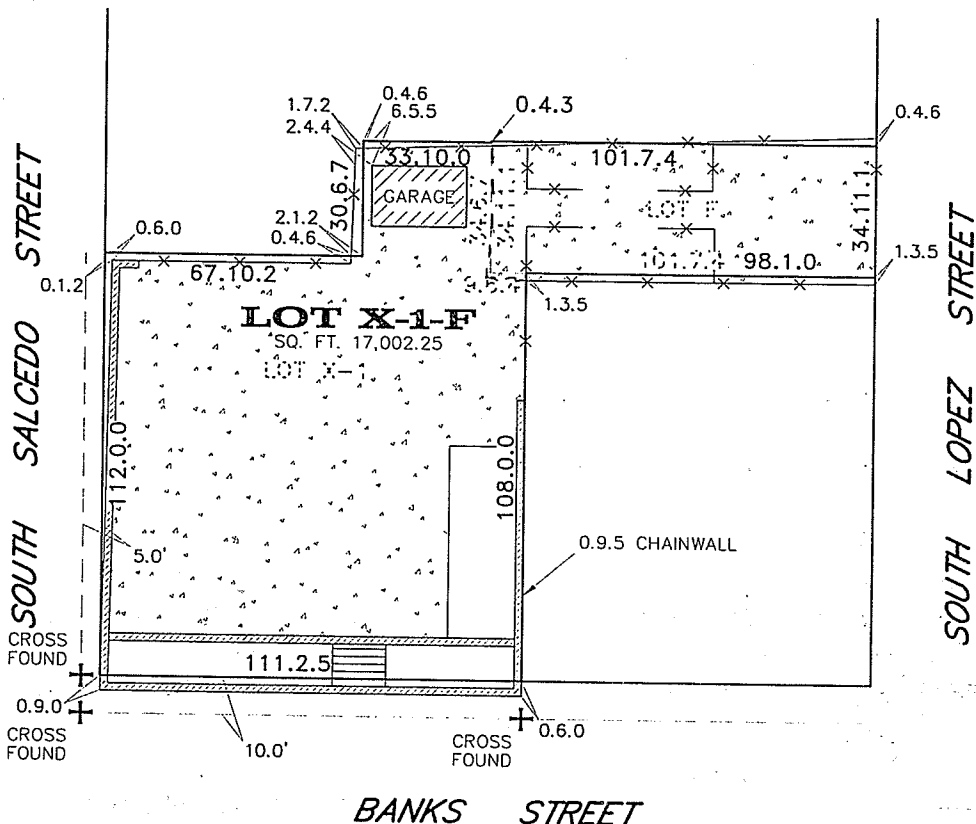 0.4.6
1.7.2
6.5.5
2.4.4
0.4.3
0.4.6
33.10.0
101.7.4
GARAGE
30.6.7
LOT F
34.11.1
2.1.2
0.4.6
0.6.0
67.10.2
101.7.4
98.1.0
0.1.2
1.3.5
1.3.5
LOT X-1-F
SQ. FT. 17,002.25
LOT X-1
SOUTH SALCEDO STREET
SOUTH LOPEZ STREET
112.0.0
108.0.0
5.0'
0.9.5 CHAINWALL
CROSS
FOUND
111.2.5
0.9.0
CROSS
FOUND
10.0'
CROSS
FOUND
0.6.0
BANKS STREET